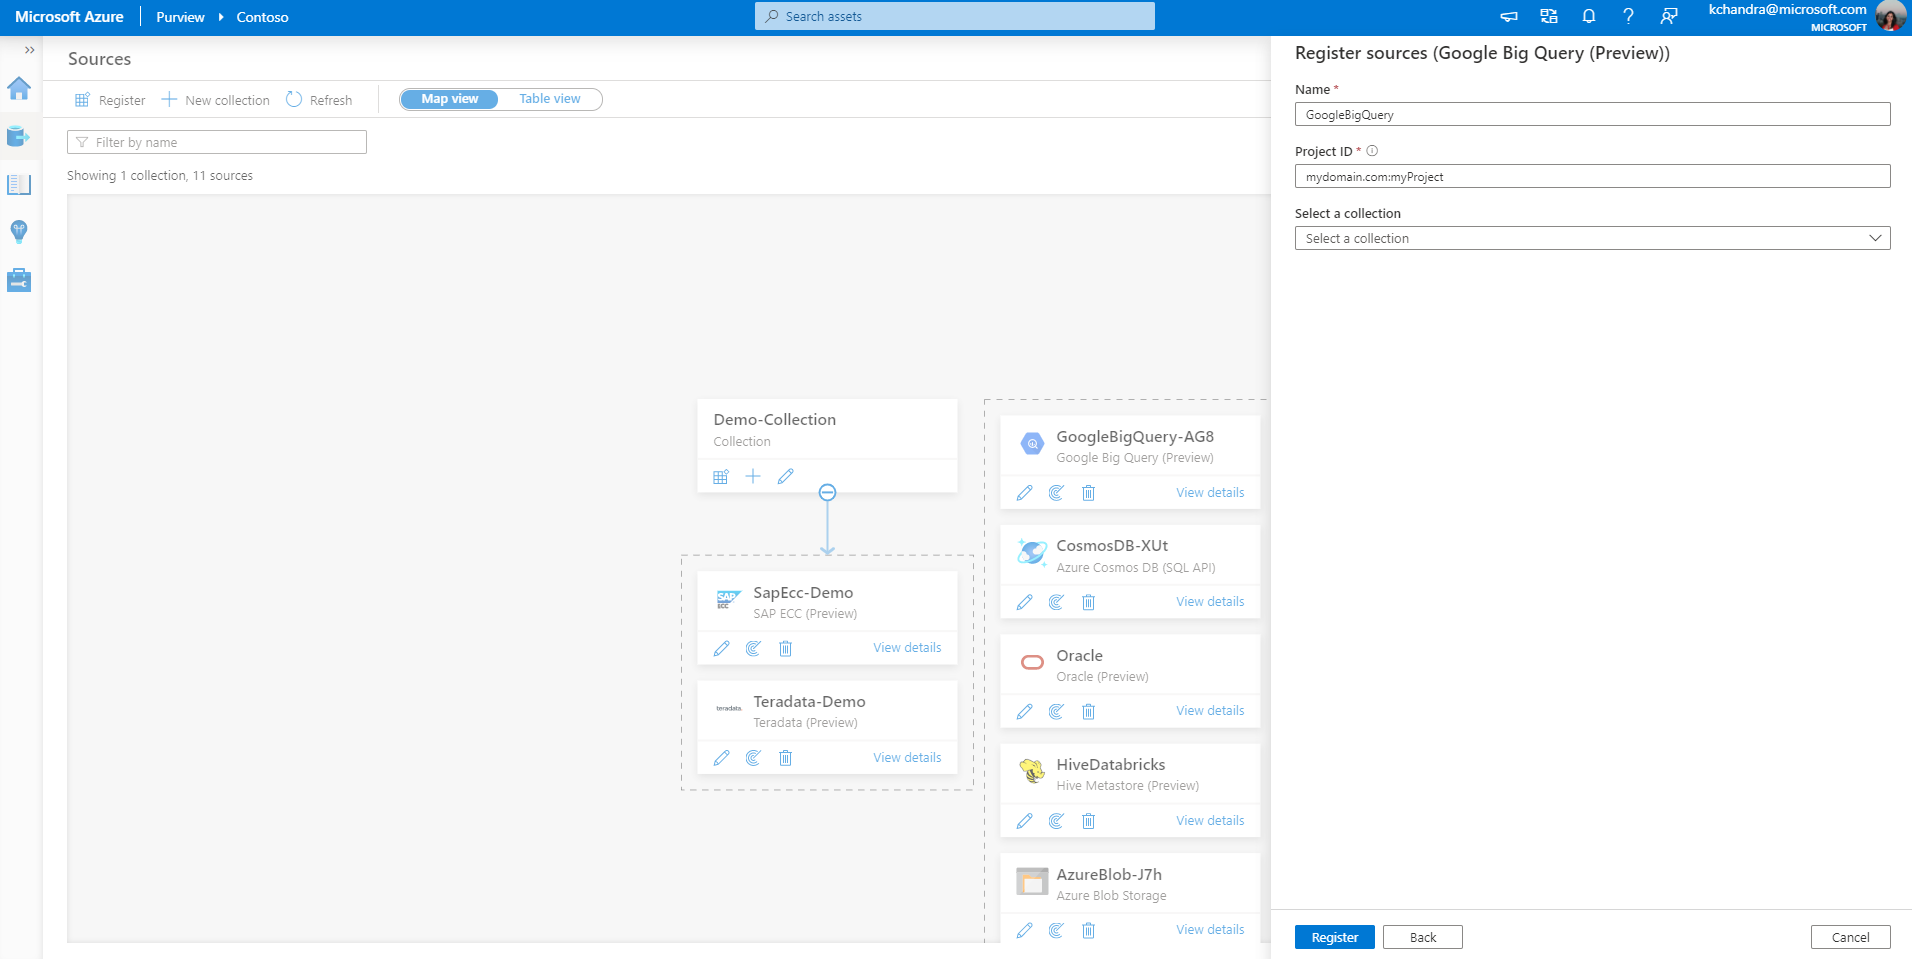 Microsoft Azure
Purview
Contoso
Search assets
kchandra@microsoft.com
MICROSOFT
Sources
Register
New collection
Refresh
Map view
Table view
Filter by name
Showing 1 collection, 11 sources
Demo-Collection
Collection
SAP
ECC
SapEcc-Demo
SAP ECC (Preview)
View details
teradata.
Teradata-Demo
Teradata (Preview)
View details
GoogleBigQuery-AG8
Google Big Query (Preview)
View details
CosmosDB-XUt
Azure Cosmos DB (SQL API)
View details
Oracle
Oracle (Preview)
View details
HiveDatabricks
Hive Metastore (Preview)
View details
AzureBlob-J7h
Azure Blob Storage
View details
Register sources (Google Big Query (Preview))
Name *
GoogleBigQuery
Project ID *
mydomain.com:myProject
Select a collection
Select a collection
Register
Back
Cancel